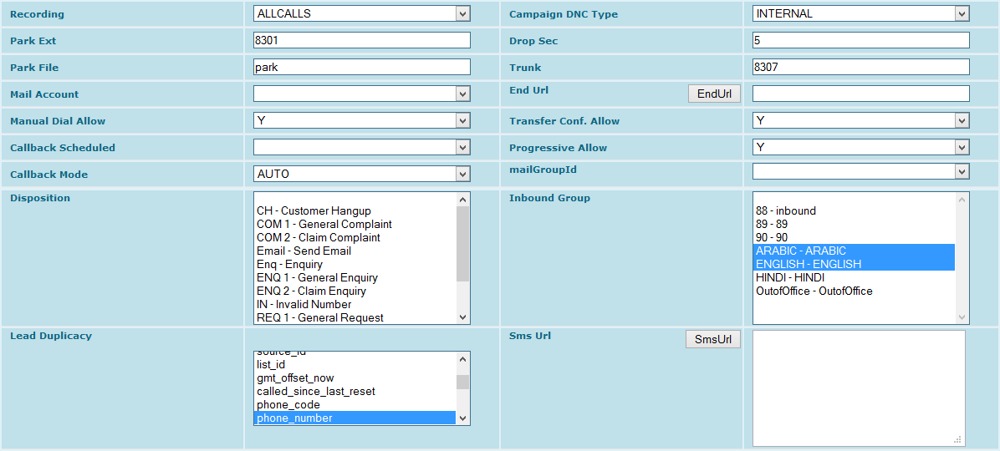 Recording ALLCALLS Campaign DNC Type INTERNAL
Park Ext 8301 Drop Sec 5
Park File park Trunk 8307
Mail Account End Url EndUrl
Manual Dial Allow Y Transfer Conf. Allow Y
Callback Scheduled Progressive Allow Y
Callback Mode AUTO mailGroupId
Disposition
CH - Customer Hangup
COM 1 - General Complaint
COM 2 - Claim Complaint
Email - Send Email
Enq - Enquiry
ENQ 1 - General Enquiry
ENQ 2 - Claim Enquiry
IN - Invalid Number
REQ 1 - General Request
Inbound Group
88 - inbound
89 - 89
90 - 90
ARABIC - ARABIC
ENGLISH - ENGLISH
HINDI - HINDI
OutofOffice - OutofOffice
Lead Duplicacy
source_id
list_id
gmt_offset_now
called_since_last_reset
phone_code
phone_number
Sms Url SmsUrl